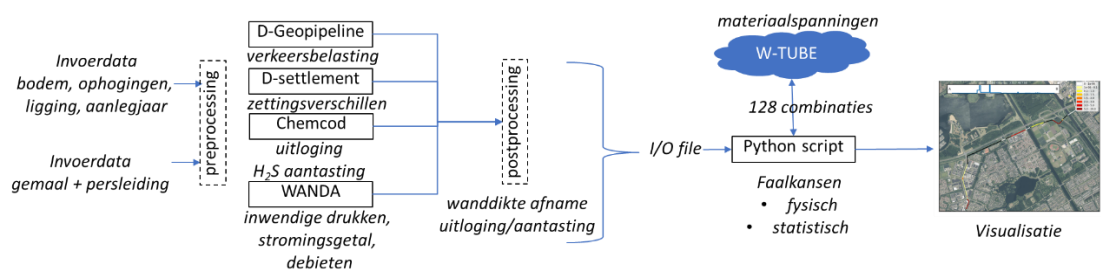 Invoerdata
bodem, ophogingen,
ligging, aanlegjaar
Invoerdata
gemaal + persleiding
preprocessing
D-Geopipeline
verkeersbelasting
D-settlement
zettingsverschillen
Chemcod
uitloging
H₂S aantasting
WANDA
inwendige drukken,
stromingsgetal,
debieten
postprocessing
wanddikte afname
uitloging/aantasting
I/O file
materiaalspanningen
W-TUBE
128 combinaties
Python script
Faalkansen
• fysisch
• statistisch
Visualisatie